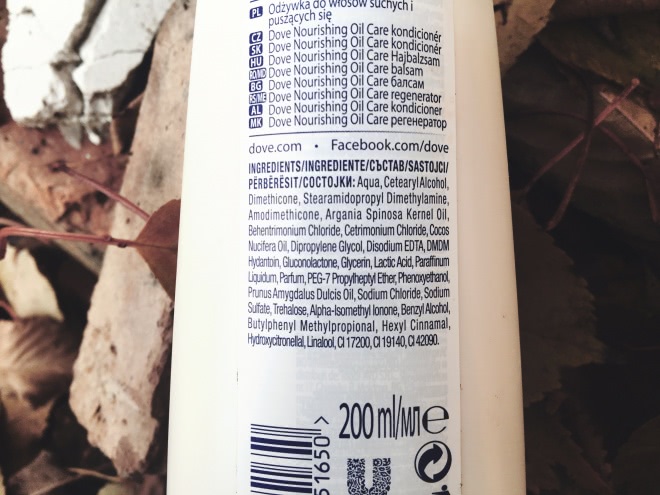 PL Odżywka do włosów suchych i
puszących się
CZ Dove Nourishing Oil Care kondicionér
SK Dove Nourishing Oil Care kondicionér
HU Dove Nourishing Oil Care Hajbalzsam
RO/MD Dove Nourishing Oil Care balsam
BG Dove Nourishing Oil Care балсам
RS/ME Dove Nourishing Oil Care regenerator
AL Dove Nourishing Oil Care kondicioner
MK Dove Nourishing Oil Care регенератор
dove.com • Facebook.com/dove
INGREDIENTS/INGREDIENTE/СЪСТАВ/SASTOJCI/
PËRBËRËSIT/СОСТОЈКИ: Aqua, Cetearyl Alcohol,
Dimethicone, Stearamidopropyl Dimethylamine,
Amodimethicone, Argania Spinosa Kernel Oil,
Behentrimonium Chloride, Cetrimonium Chloride, Cocos
Nucifera Oil, Dipropylene Glycol, Disodium EDTA, DMDM
Hydantoin, Gluconolactone, Glycerin, Lactic Acid, Paraffinum
Liquidum, Parfum, PEG-7 Propylheptyl Ether, Phenoxyethanol,
Prunus Amygdalus Dulcis Oil, Sodium Chloride, Sodium
Sulfate, Trehalose, Alpha-Isomethyl Ionone, Benzyl Alcohol,
Butylphenyl Methylpropional, Hexyl Cinnamal,
Hydroxycitronellal, Linalool, CI 17200, CI 19140, CI 42090.
200 ml/мл e
51650 >
U